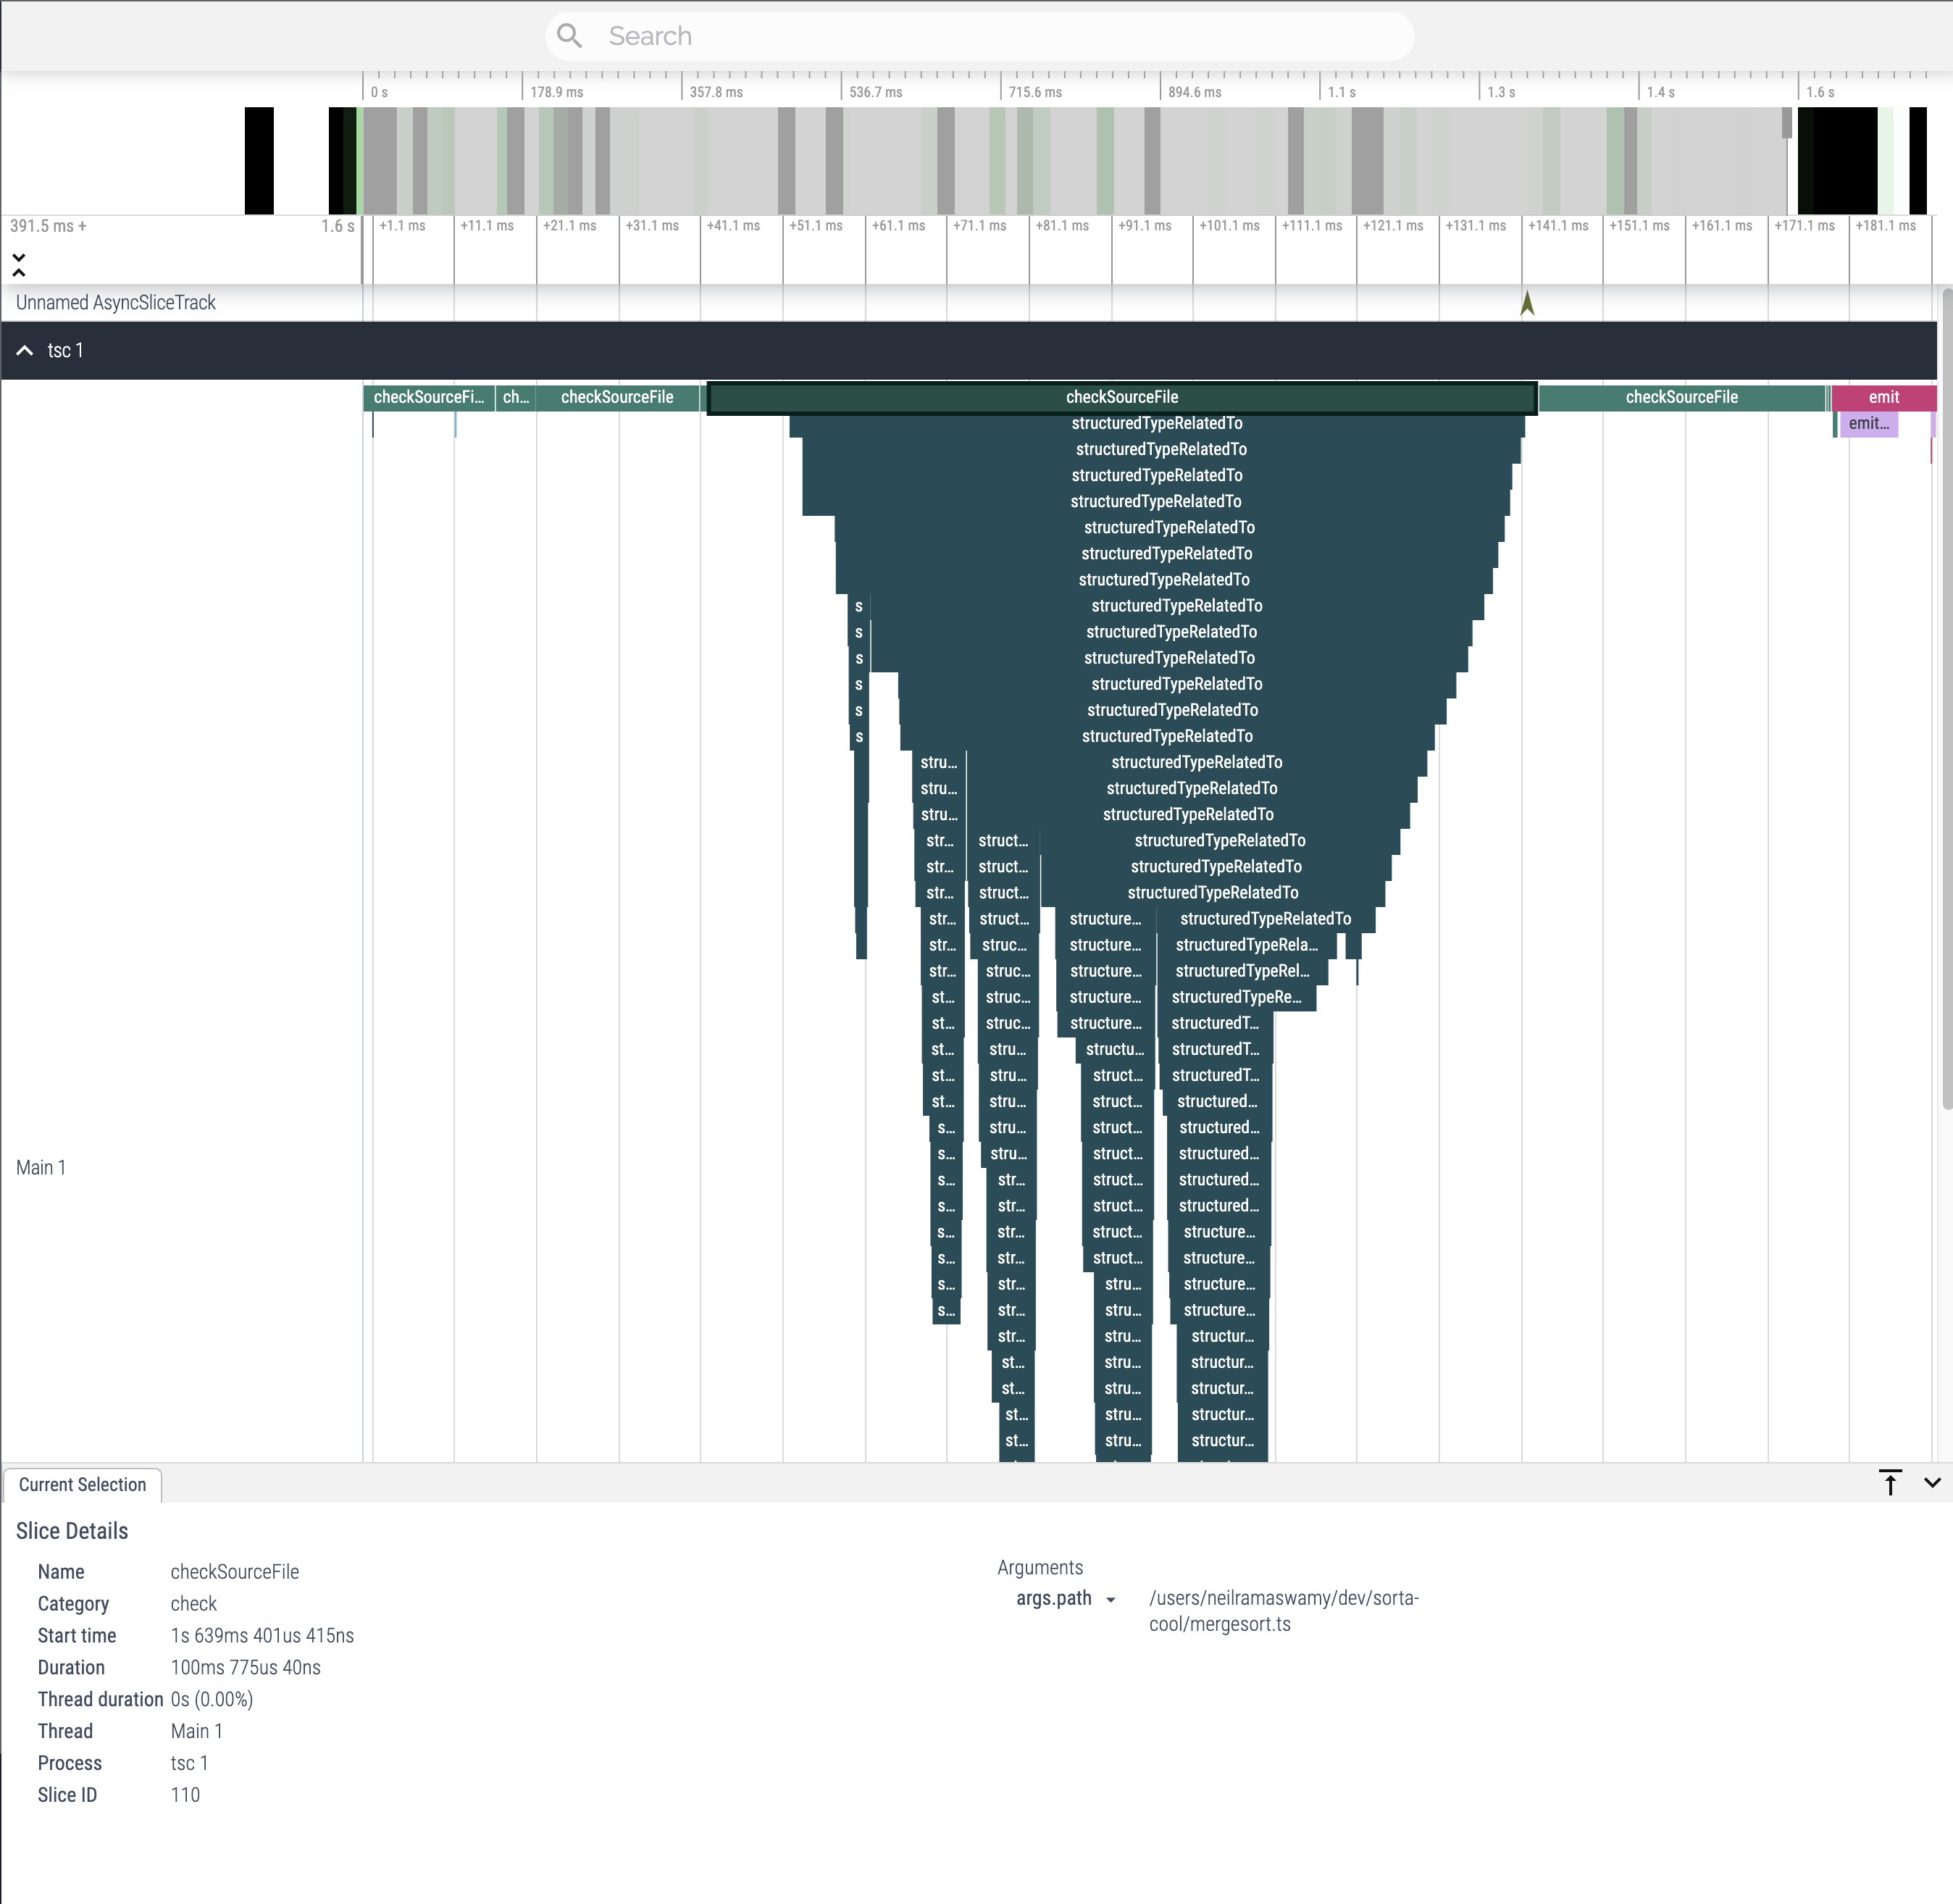 Search
0 s 178.9 ms 357.8 ms 536.7 ms 715.6 ms 894.6 ms 1.1 s 1.3 s 1.4 s 1.6 s
391.5 ms + 1.6 s +1.1 ms +11.1 ms +21.1 ms +31.1 ms +41.1 ms +51.1 ms +61.1 ms +71.1 ms +81.1 ms +91.1 ms +101.1 ms +111.1 ms +121.1 ms +131.1 ms +141.1 ms +151.1 ms +161.1 ms +171.1 ms +181.1 ms
Unnamed AsyncSliceTrack
tsc 1
checkSourceFi... ch... checkSourceFile checkSourceFile checkSourceFile emit
structuredTypeRelatedTo emit...
structuredTypeRelatedTo
structuredTypeRelatedTo
structuredTypeRelatedTo
structuredTypeRelatedTo
structuredTypeRelatedTo
structuredTypeRelatedTo
s structuredTypeRelatedTo
s structuredTypeRelatedTo
s structuredTypeRelatedTo
s structuredTypeRelatedTo
s structuredTypeRelatedTo
s structuredTypeRelatedTo
stru... structuredTypeRelatedTo
stru... structuredTypeRelatedTo
stru... structuredTypeRelatedTo
str... struct... structuredTypeRelatedTo
str... struct... structuredTypeRelatedTo
str... struct... structuredTypeRelatedTo
str... struct... structure... structuredTypeRelatedTo
str... struc... structure... structuredTypeRela...
str... struc... structure... structuredTypeRel...
st... struc... structure... structuredTypeRe...
st... struc... structure... structuredT...
st... stru... structu... structuredT...
st... stru... struct... structuredT...
st... stru... struct... structured...
s... stru... struct... structured...
s... stru... struct... structured...
Main 1
s... str... struct... structured...
s... str... struct... structured...
s... str... struct... structure...
s... str... struct... structure...
s... str... stru... structure...
s... str... stru... structure...
str... stru... structur...
st... stru... structur...
st... stru... structur...
st... stru... structur...
st... stru... structur...
Current Selection
Slice Details
Name checkSourceFile
Category check
Start time 1s 639ms 401us 415ns
Duration 100ms 775us 40ns
Thread duration 0s (0.00%)
Thread Main 1
Process tsc 1
Slice ID 110
Arguments
args.path /users/neilramaswamy/dev/sorta-
cool/mergesort.ts